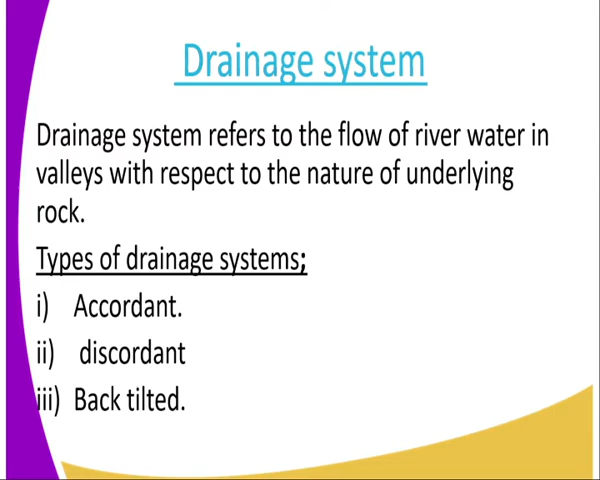 Drainage system
Drainage system refers to the flow of river water in
valleys with respect to the nature of underlying
rock.
Types of drainage systems;
i) Accordant.
ii) discordant
iii) Back tilted.